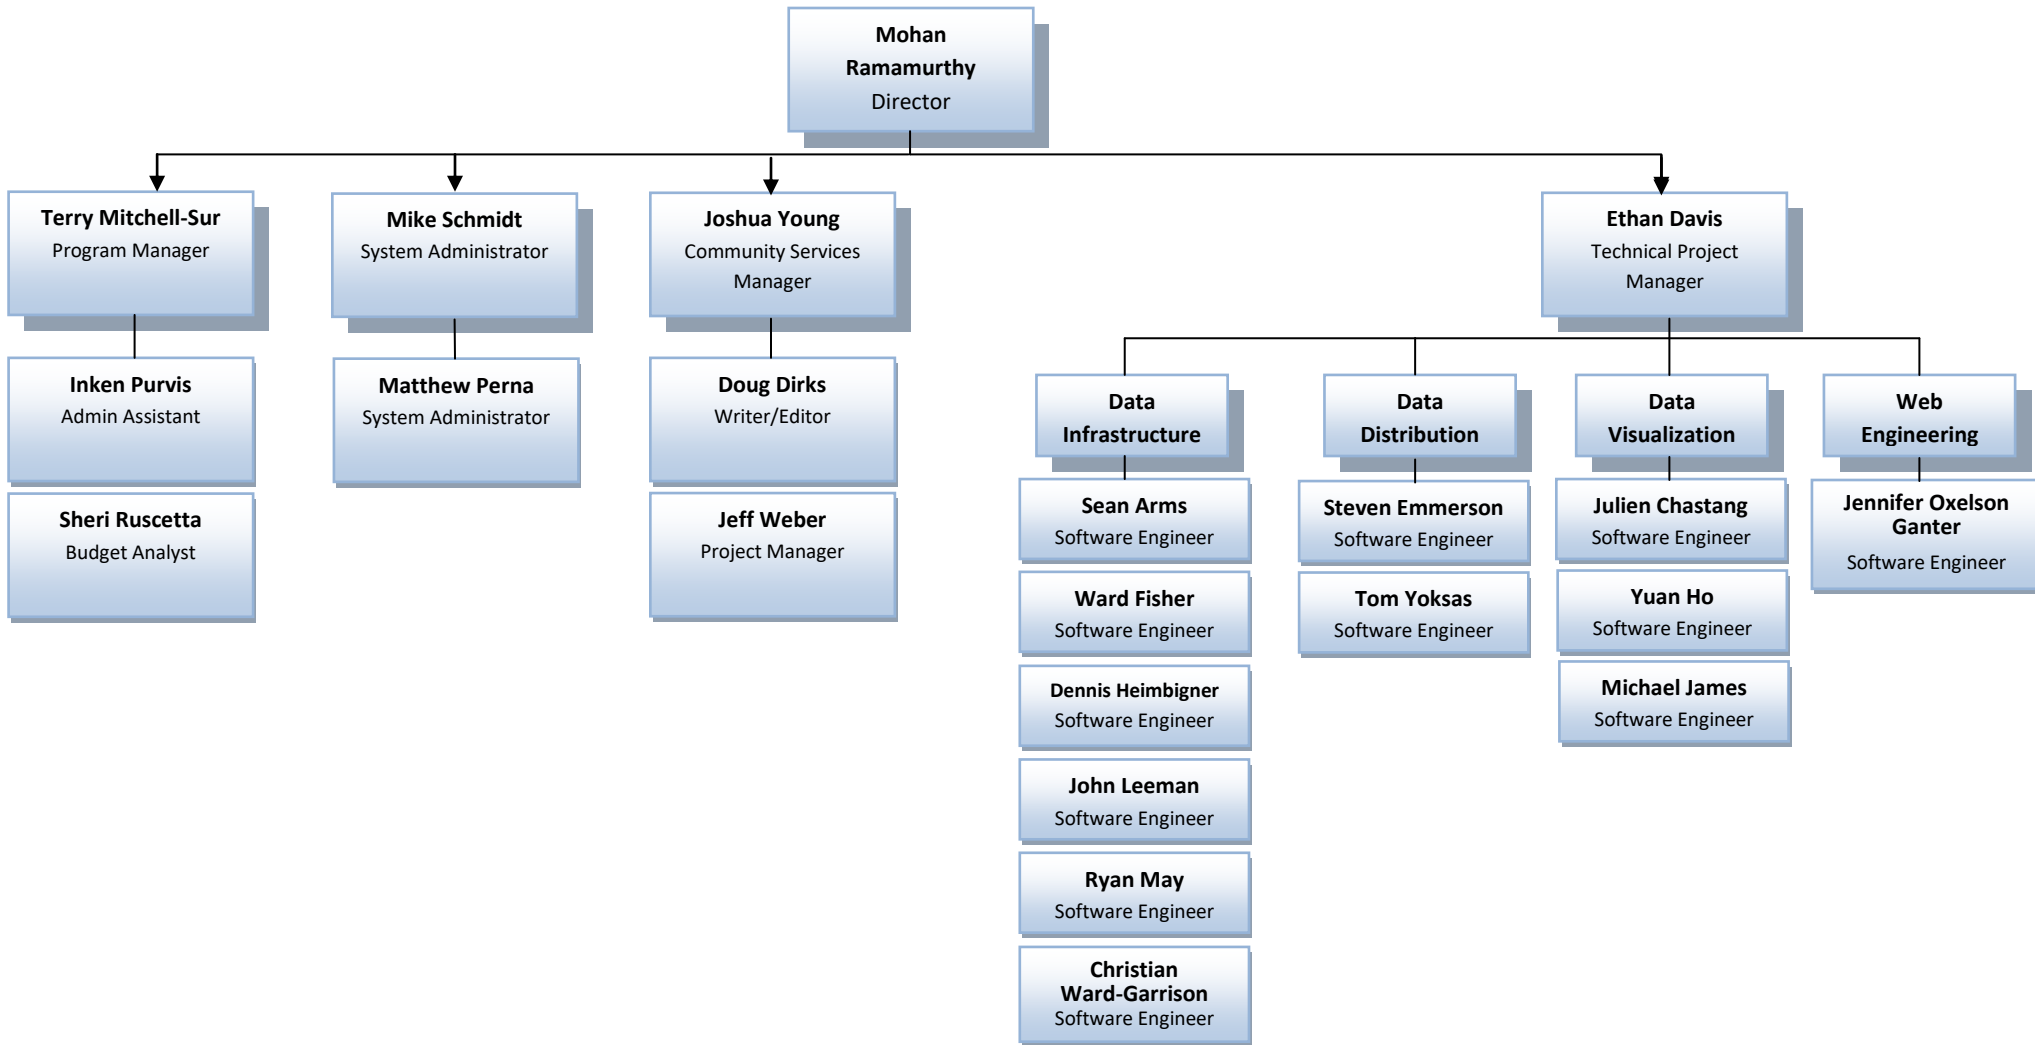 Mohan
Ramamurthy
Director
Terry Mitchell-Sur
Program Manager
Mike Schmidt
System Administrator
Joshua Young
Community Services
Manager
Ethan Davis
Technical Project
Manager
Inken Purvis
Admin Assistant
Sheri Ruscetta
Budget Analyst
Matthew Perna
System Administrator
Doug Dirks
Writer/Editor
Jeff Weber
Project Manager
Data
Infrastructure
Sean Arms
Software Engineer
Ward Fisher
Software Engineer
Dennis Heimbigner
Software Engineer
John Leeman
Software Engineer
Ryan May
Software Engineer
Christian
Ward-Garrison
Software Engineer
Data
Distribution
Steven Emmerson
Software Engineer
Tom Yoksas
Software Engineer
Data
Visualization
Julien Chastang
Software Engineer
Yuan Ho
Software Engineer
Michael James
Software Engineer
Web
Engineering
Jennifer Oxelson
Ganter
Software Engineer